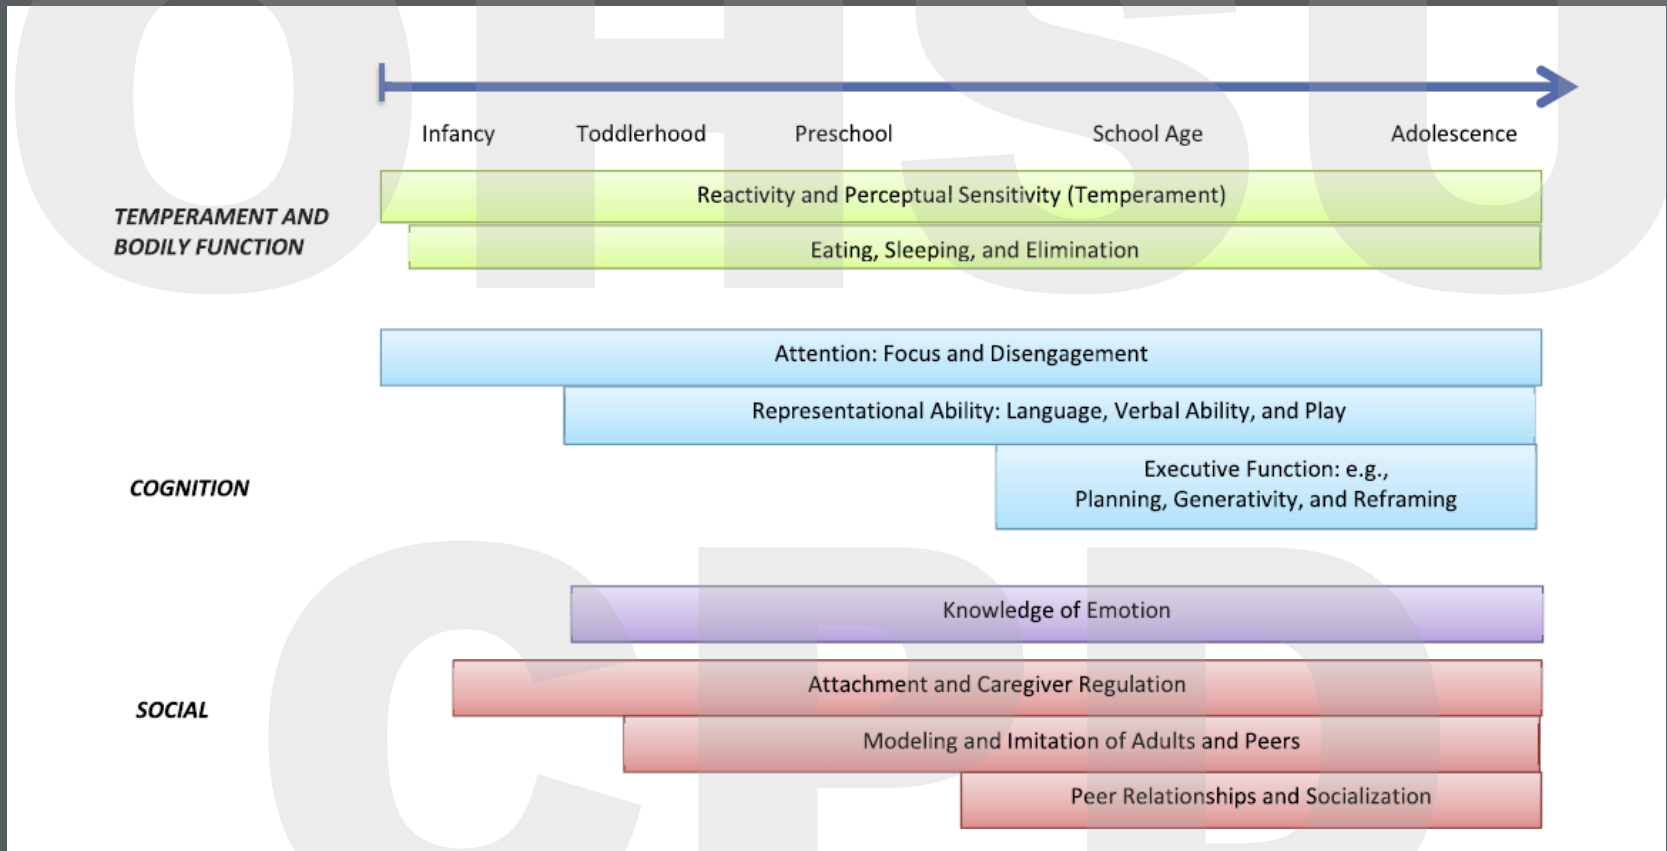 OHSU
Infancy
Toddlerhood
Preschool
School Age
Adolescence
TEMPERAMENT AND
BODILY FUNCTION
Reactivity and Perceptual Sensitivity (Temperament)
Eating, Sleeping, and Elimination
COGNITION
Attention: Focus and Disengagement
Representational Ability: Language, Verbal Ability, and Play
Executive Function: e.g.,
Planning, Generativity, and Reframing
CPD
SOCIAL
Knowledge of Emotion
Attachment and Caregiver Regulation
Modeling and Imitation of Adults and Peers
Peer Relationships and Socialization